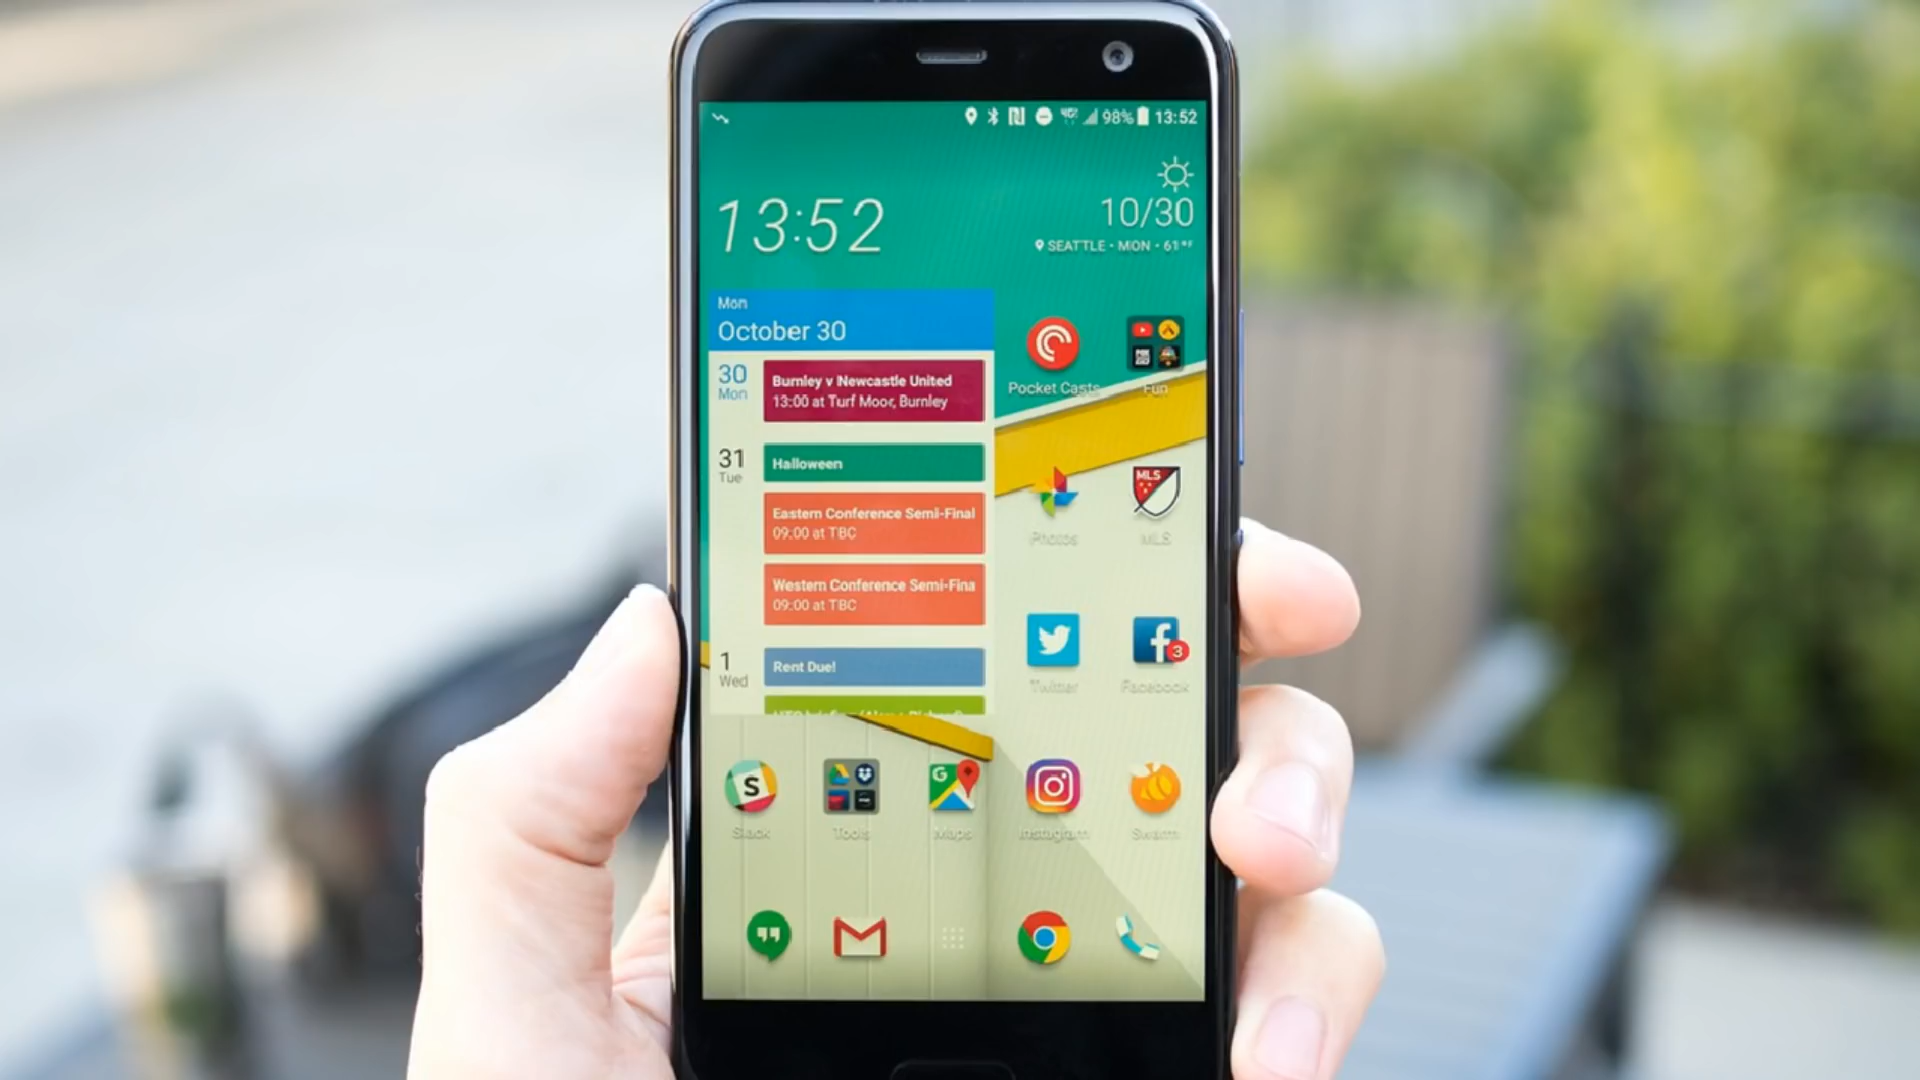 98% 13:52
13:52
10/30
SEATTLE • MON • 61°F
Mon
October 30
30
Mon
Burnley v Newcastle United
13:00 at Turf Moor, Burnley
31
Tue
Halloween
Eastern Conference Semi-Final
09:00 at TBC
Western Conference Semi-Fina
09:00 at TBC
1
Wed
Rent Due!
Pocket Casts
Fun
MLS
Photos
MLS
3
Twitter
Facebook
S
G
Slack
Tools
Maps
Instagram
Swarm